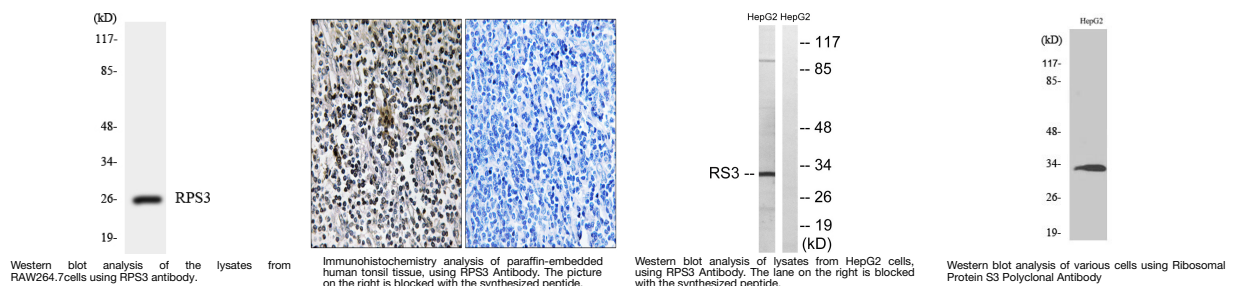 (kD)
117-
85-
48-
34-
26-
19-
RPS3
Western blot analysis of the lysates from
RAW264.7cells using RPS3 antibody.
Immunohistochemistry analysis of paraffin-embedded
human tonsil tissue, using RPS3 Antibody. The picture
on the right is blocked with the synthesized peptide.
HepG2 HepG2
-- 117
-- 85
-- 48
-- 34
-- 26
-- 19
(kD)
RS3 --
Western blot analysis of lysates from HepG2 cells,
using RPS3 Antibody. The lane on the right is blocked
with the synthesized peptide.
HepG2
(kD)
117-
85-
48-
34-
26-
19-
Western blot analysis of various cells using Ribosomal
Protein S3 Polyclonal Antibody